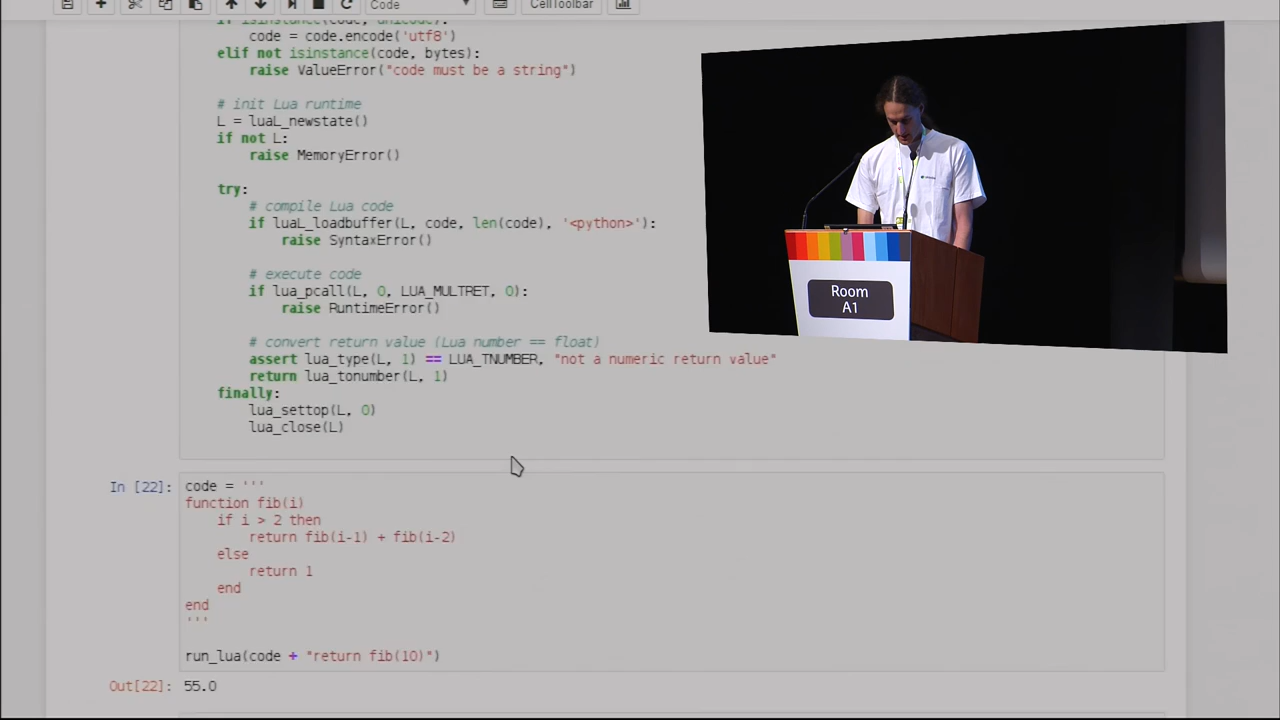 Code
CellToolbar
if isinstance(code, unicode):
code = code.encode('utf8')
elif not isinstance(code, bytes):
raise ValueError("code must be a string")
# init Lua runtime
L = luaL_newstate()
if not L:
raise MemoryError()
try:
# compile Lua code
if luaL_loadbuffer(L, code, len(code), '<python>'):
raise SyntaxError()
# execute code
if lua_pcall(L, 0, LUA_MULTRET, 0):
raise RuntimeError()
# convert return value (Lua number == float)
assert lua_type(L, 1) == LUA_TNUMBER, "not a numeric return value"
return lua_tonumber(L, 1)
finally:
lua_settop(L, 0)
lua_close(L)
Room
A1
In [22]: code = '''
function fib(i)
if i > 2 then
return fib(i-1) + fib(i-2)
else
return 1
end
end
'''
run_lua(code + "return fib(10)")
Out[22]: 55.0